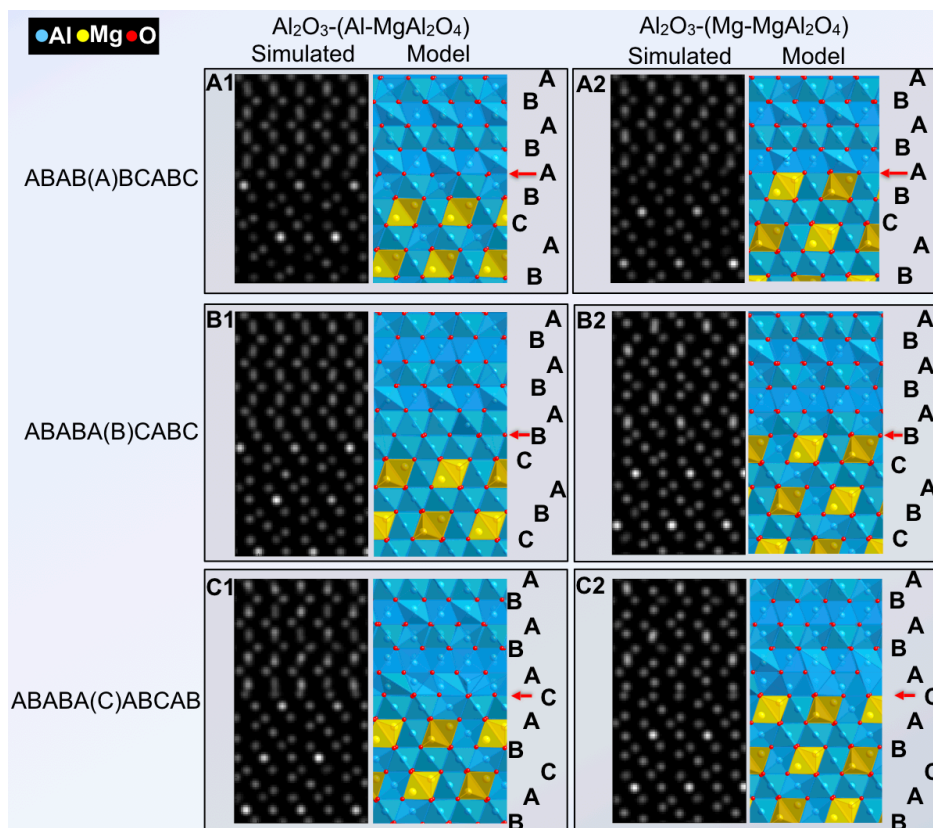 Al Mg O
Al₂O₃-(Al-MgAl₂O₄)
Simulated Model
Al₂O₃-(Mg-MgAl₂O₄)
Simulated Model
ABAB(A)BCABC
A1
A
B
A
B
A
B
C
A
B
A2
A
B
A
B
A
B
C
A
B
ABABA(B)CABC
B1
A
B
A
B
A
B
C
A
B
C
B2
A
B
A
B
A
B
C
A
B
C
ABABA(C)ABCAB
C1
A
B
A
B
A
C
A
B
C
A
B
C2
A
B
A
B
A
C
A
B
C
A
B